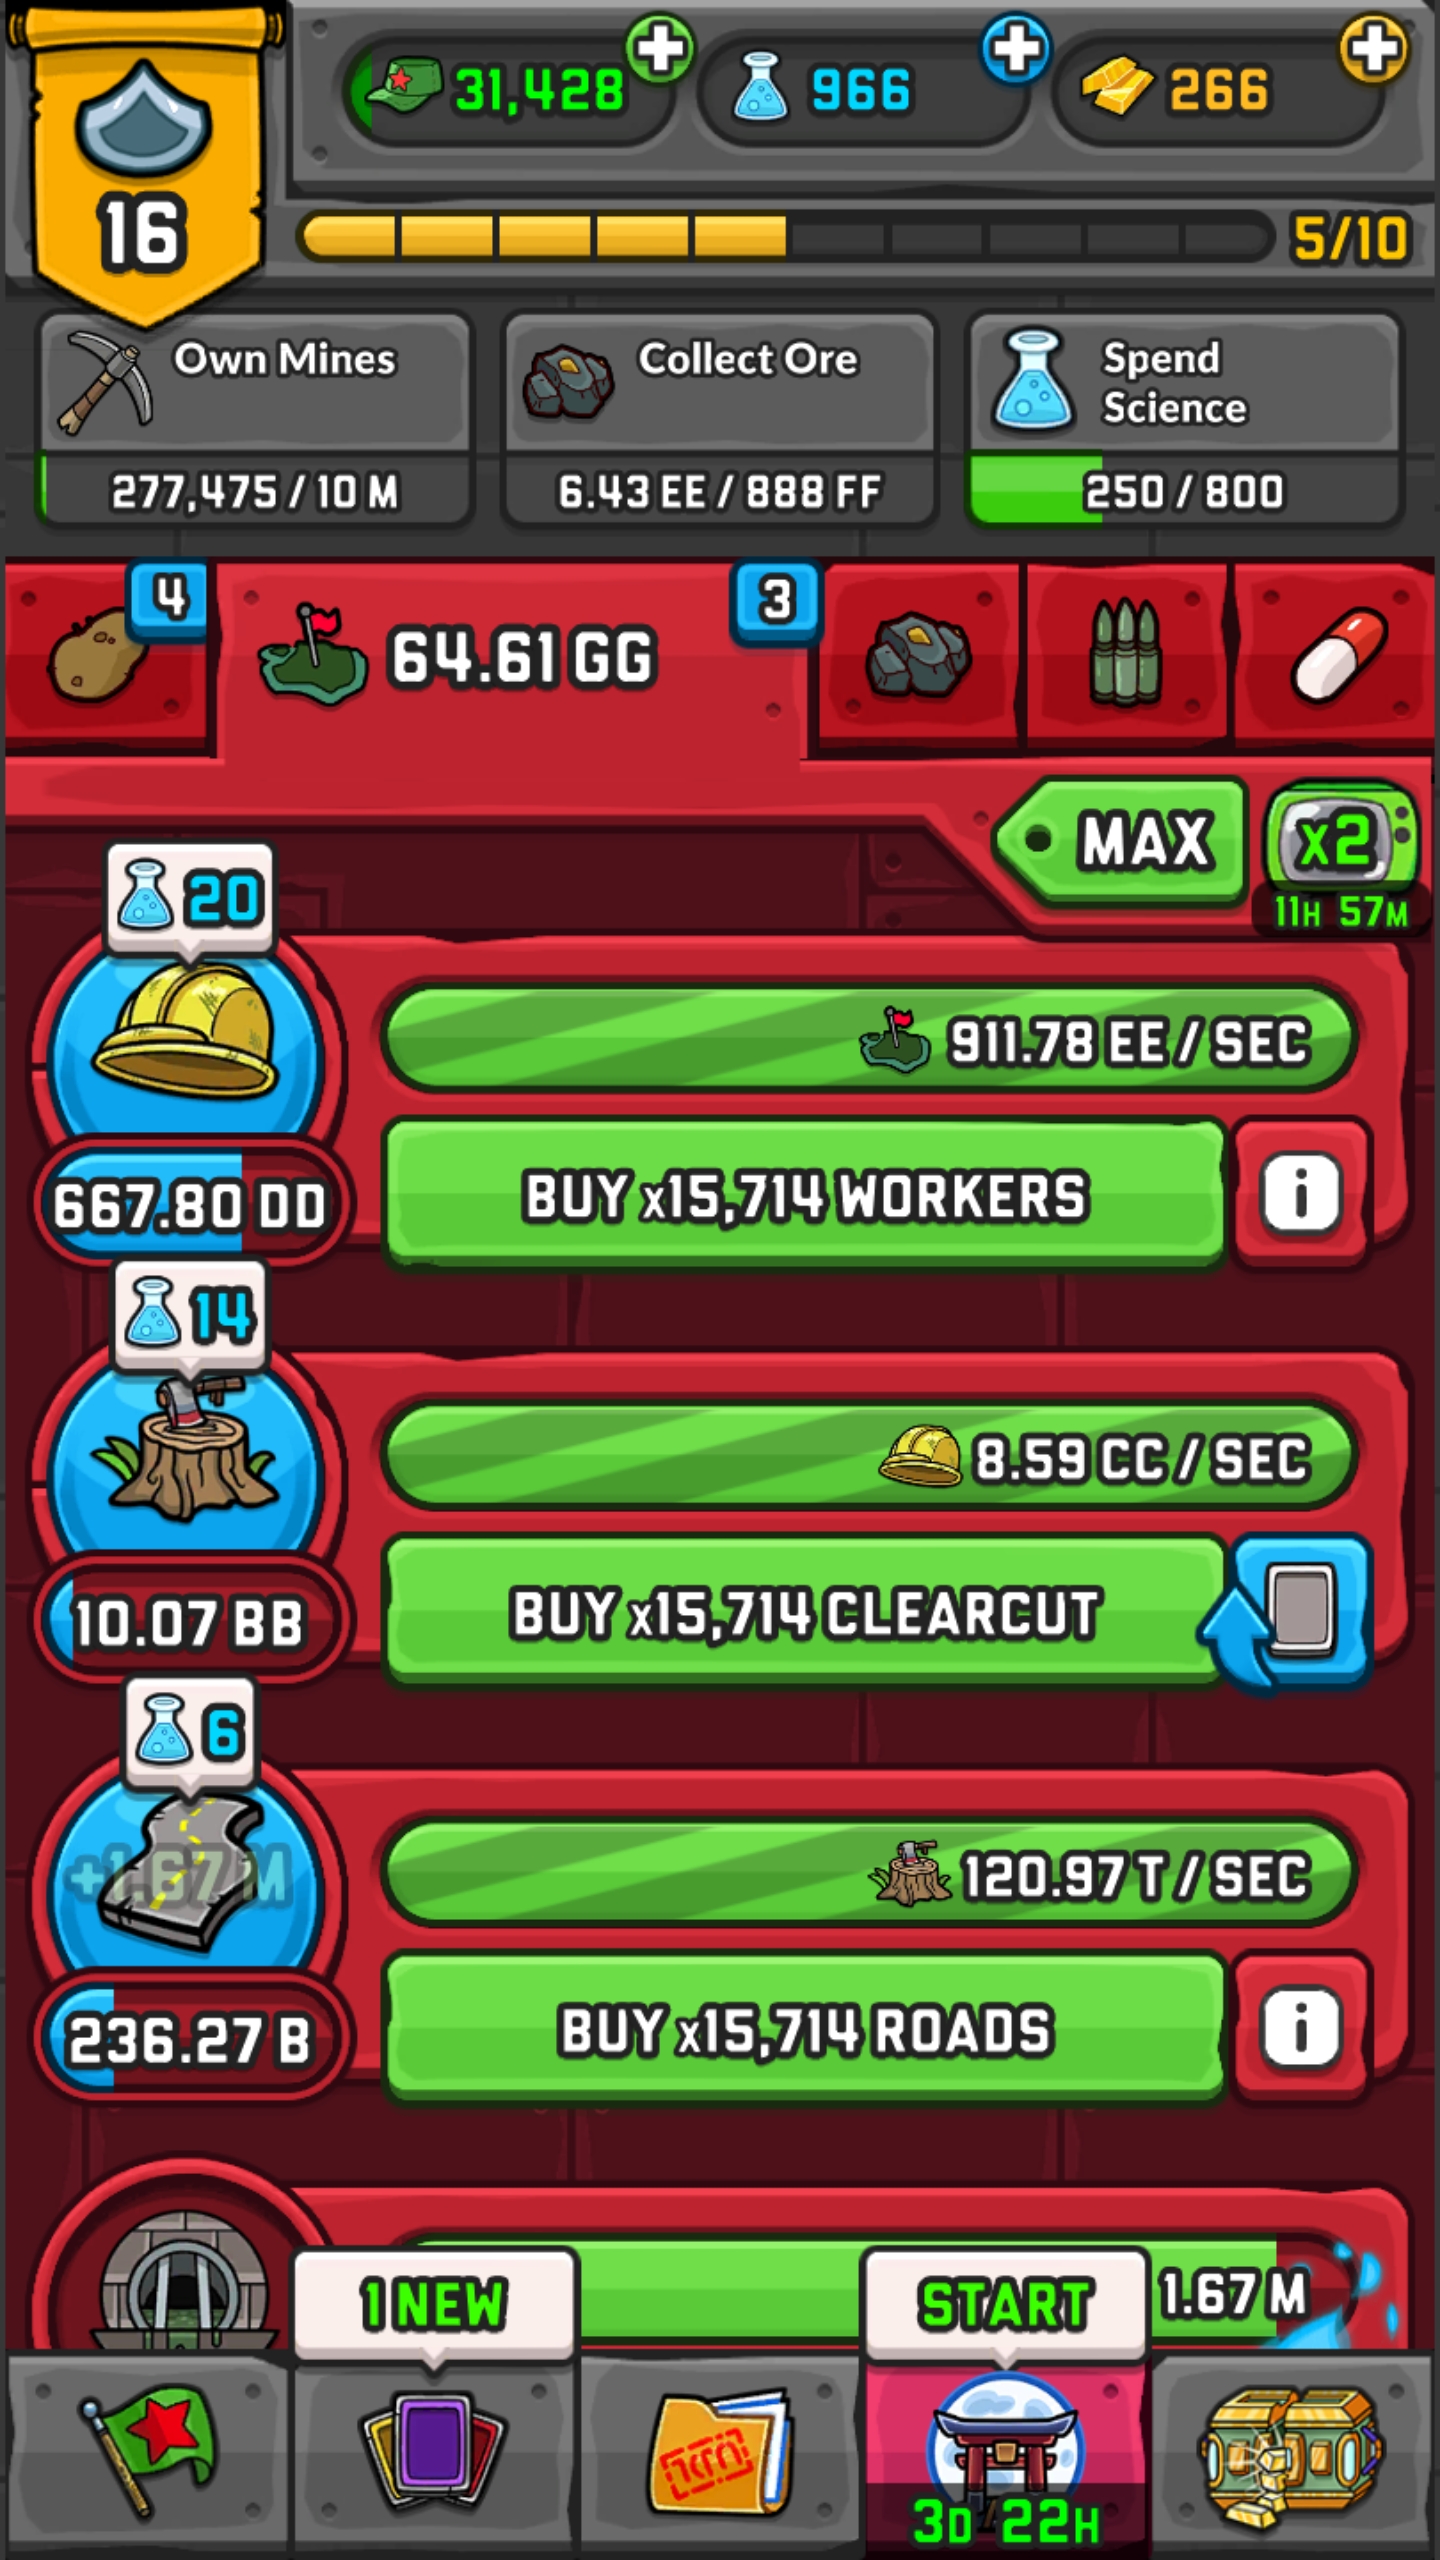 31,428
966
266
16
5/10
Own Mines
277,475 / 10 M
Collect Ore
6.43 EE / 888 FF
Spend
Science
250 / 800
4
64.61 GG
3
MAX
x2
11H 57M
20
911.78 EE / SEC
667.80 DD
BUY x15,714 WORKERS
i
14
8.59 CC / SEC
10.07 BB
BUY x15,714 CLEARCUT
6
+1.67 M
120.97 T / SEC
236.27 B
BUY x15,714 ROADS
i
1 NEW
START
1.67 M
3D 22H